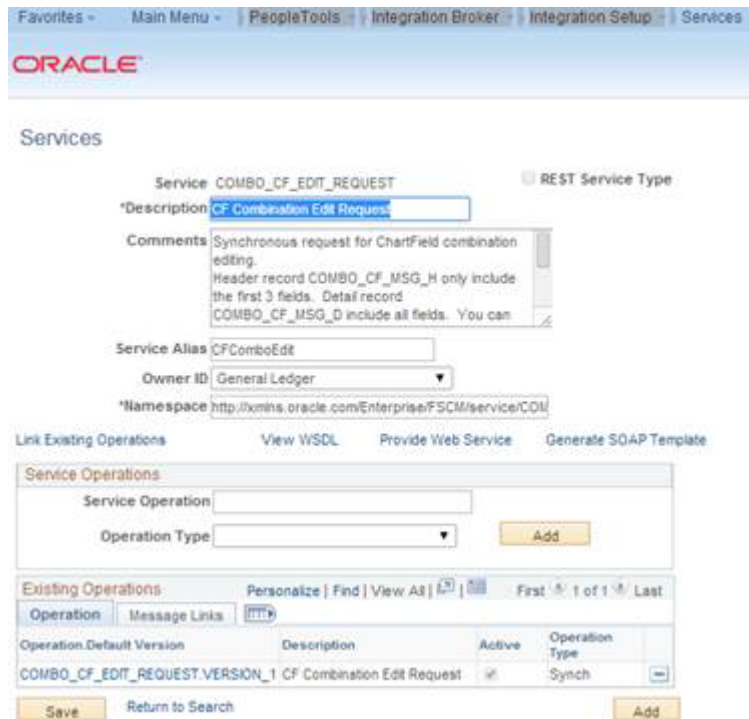 Favorites Main Menu PeopleTools Integration Broker Integration Setup Services
ORACLE
Services
Service COMBO_CF_EDIT_REQUEST REST Service Type
*Description CF Combination Edit Request
Comments Synchronous request for ChartField combination
editing.
Header record COMBO_CF_MSG_H only include
the first 3 fields. Detail record
COMBO_CF_MSG_D include all fields. You can
Service Alias CFComboEdit
Owner ID General Ledger
*Namespace http://xmlns.oracle.com/Enterprise/FSCM/service/COM
Link Existing Operations View WSDL Provide Web Service Generate SOAP Template
Service Operations
Service Operation
Operation Type Add
Existing Operations Personalize | Find | View All | First 1 of 1 Last
Operation Message Links
Operation.Default Version Description Active Operation Type
COMBO_CF_EDIT_REQUEST.VERSION_1 CF Combination Edit Request Synch
Save Return to Search Add